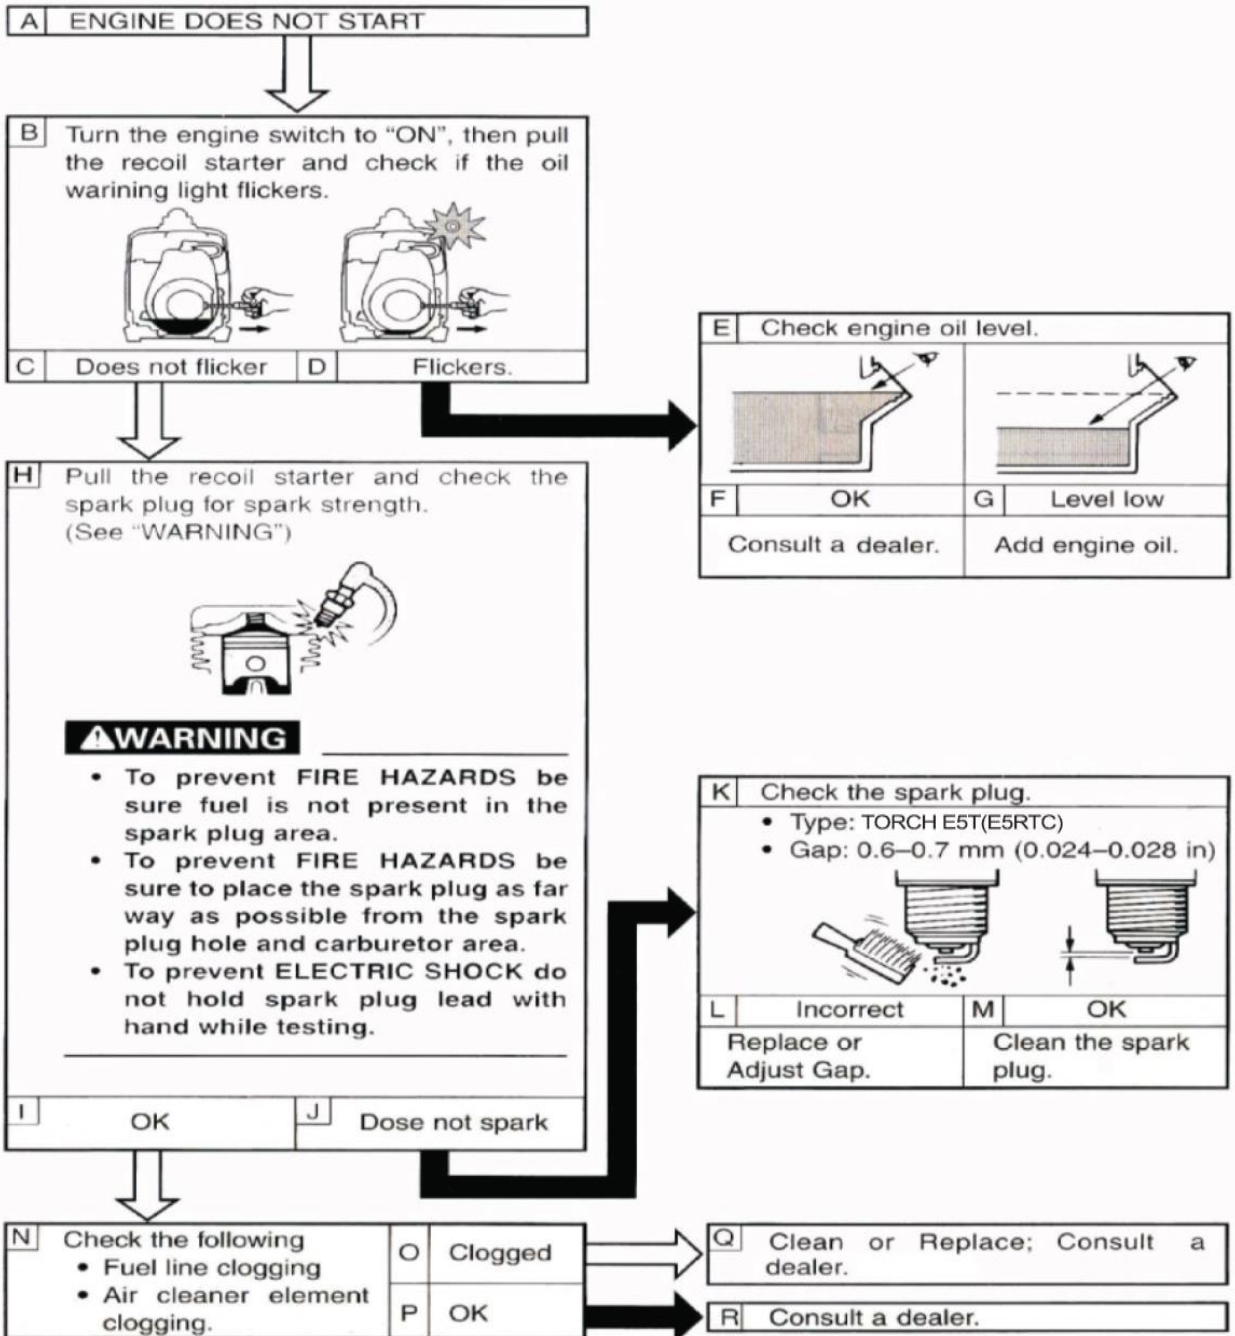 A ENGINE DOES NOT START
B Turn the engine switch to “ON”, then pull
the recoil starter and check if the oil
warining light flickers.
C Does not flicker
D Flickers.
E Check engine oil level.
F OK
Consult a dealer.
G Level low
Add engine oil.
H Pull the recoil starter and check the
spark plug for spark strength.
(See “WARNING”)
WARNING
• To prevent FIRE HAZARDS be
sure fuel is not present in the
spark plug area.
• To prevent FIRE HAZARDS be
sure to place the spark plug as far
way as possible from the spark
plug hole and carburetor area.
• To prevent ELECTRIC SHOCK do
not hold spark plug lead with
hand while testing.
I OK
J Dose not spark
K Check the spark plug.
• Type: TORCH E5T(E5RTC)
• Gap: 0.6–0.7 mm (0.024–0.028 in)
L Incorrect
Replace or
Adjust Gap.
M OK
Clean the spark
plug.
N Check the following
• Fuel line clogging
• Air cleaner element
clogging.
O Clogged
P OK
Q Clean or Replace; Consult a
dealer.
R Consult a dealer.